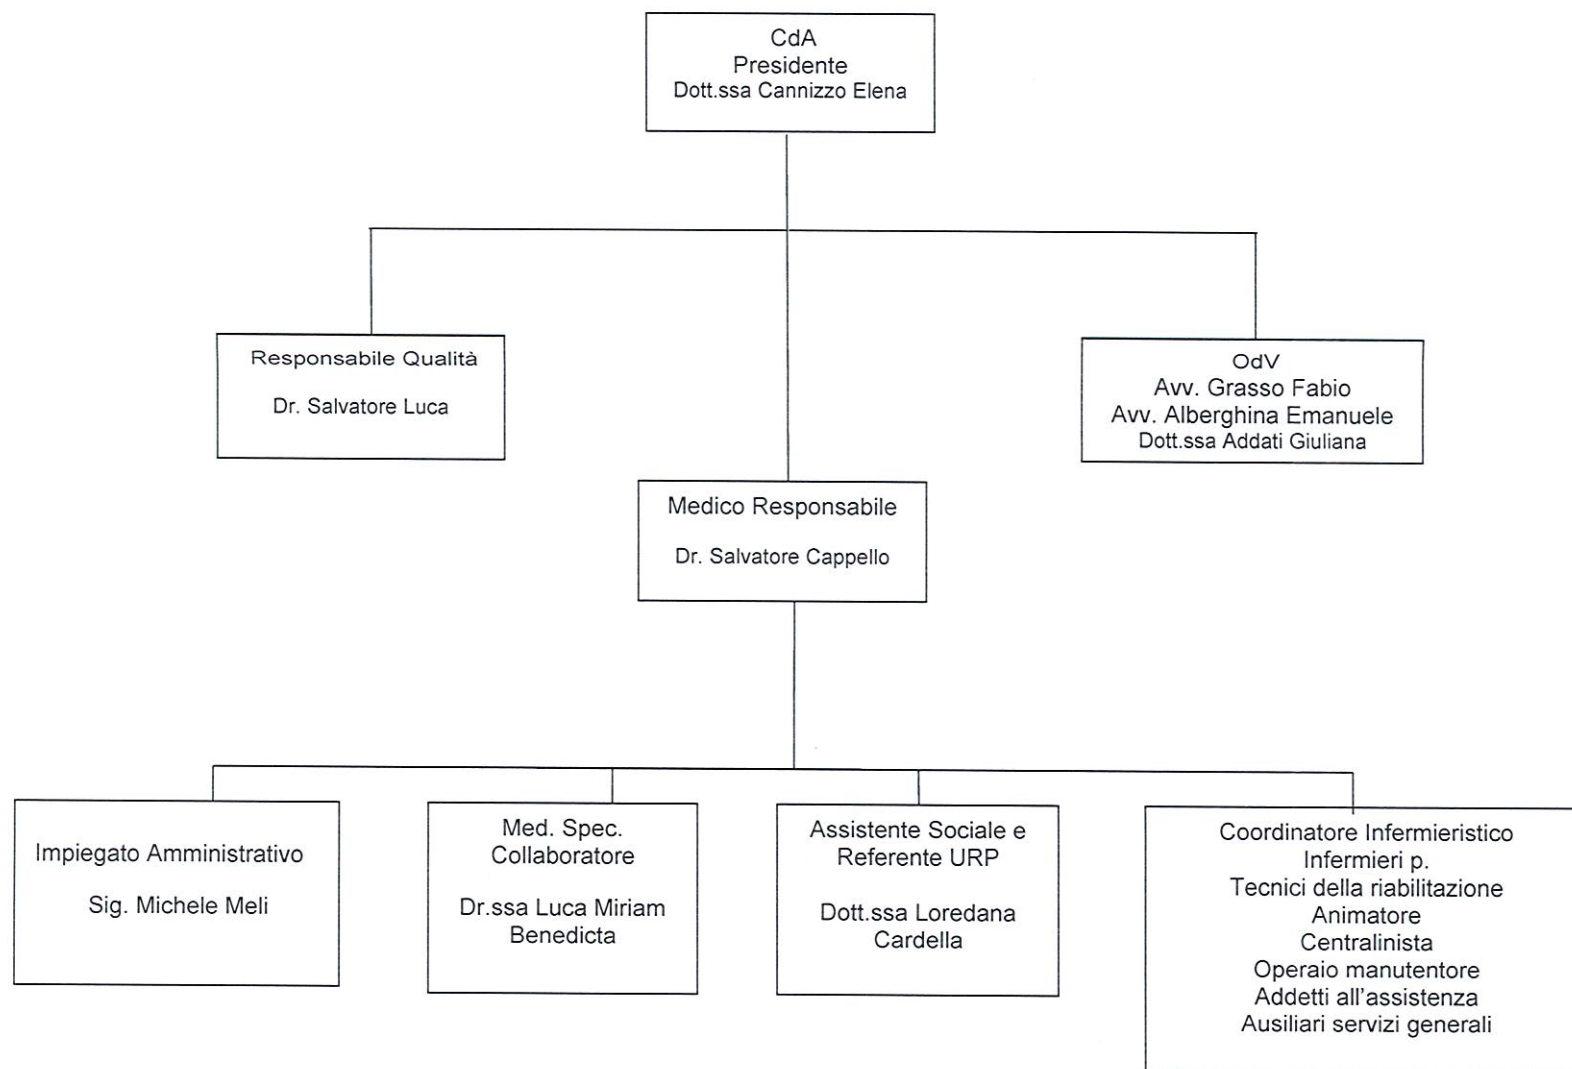 CdA
Presidente
Dott.ssa Cannizzo Elena
Responsabile Qualità
Dr. Salvatore Luca
OdV
Avv. Grasso Fabio
Avv. Alberghina Emanuele
Dott.ssa Addati Giuliana
Medico Responsabile
Dr. Salvatore Cappello
Impiegato Amministrativo
Sig. Michele Meli
Med. Spec.
Collaboratore
Dr.ssa Luca Miriam
Benedicta
Assistente Sociale e
Referente URP
Dott.ssa Loredana
Cardella
Coordinatore Infermieristico
Infermieri p.
Tecnici della riabilitazione
Animatore
Centralinista
Operaio manutentore
Addetti all'assistenza
Ausiliari servizi generali